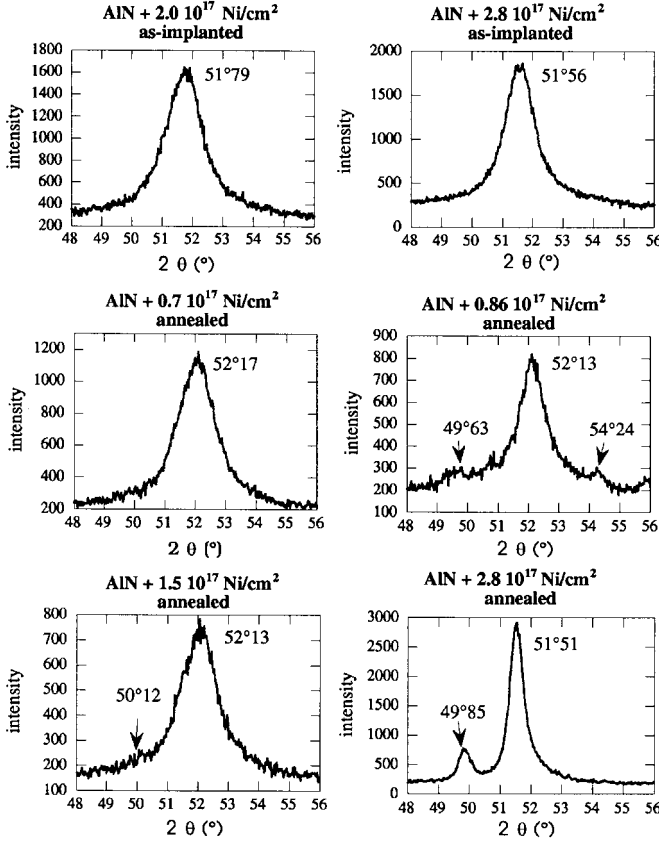 AlN + 2.0 10¹⁷ Ni/cm²
as-implanted
1800
1600
1400
1200
1000
800
600
400
200
intensity
51°79
48 49 50 51 52 53 54 55 56
2 θ (°)
AlN + 2.8 10¹⁷ Ni/cm²
as-implanted
2000
1500
1000
500
0
intensity
51°56
48 49 50 51 52 53 54 55 56
2 θ (°)
AlN + 0.7 10¹⁷ Ni/cm²
annealed
1200
1000
800
600
400
200
intensity
52°17
48 49 50 51 52 53 54 55 56
2 θ (°)
AlN + 0.86 10¹⁷ Ni/cm²
annealed
900
800
700
600
500
400
300
200
100
intensity
52°13
49°63
54°24
48 49 50 51 52 53 54 55 56
2 θ (°)
AlN + 1.5 10¹⁷ Ni/cm²
annealed
800
700
600
500
400
300
200
100
intensity
52°13
50°12
48 49 50 51 52 53 54 55 56
2 θ (°)
AlN + 2.8 10¹⁷ Ni/cm²
annealed
3000
2500
2000
1500
1000
500
0
intensity
51°51
49°85
48 49 50 51 52 53 54 55 56
2 θ (°)